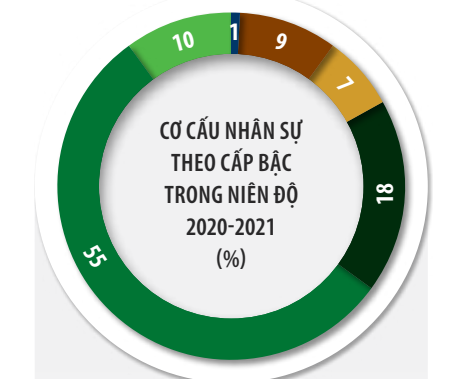 10
1
9
7
18
55
CƠ CẤU NHÂN SỰ
THEO CẤP BẬC
TRONG NIÊN ĐỘ
2020-2021
(%)